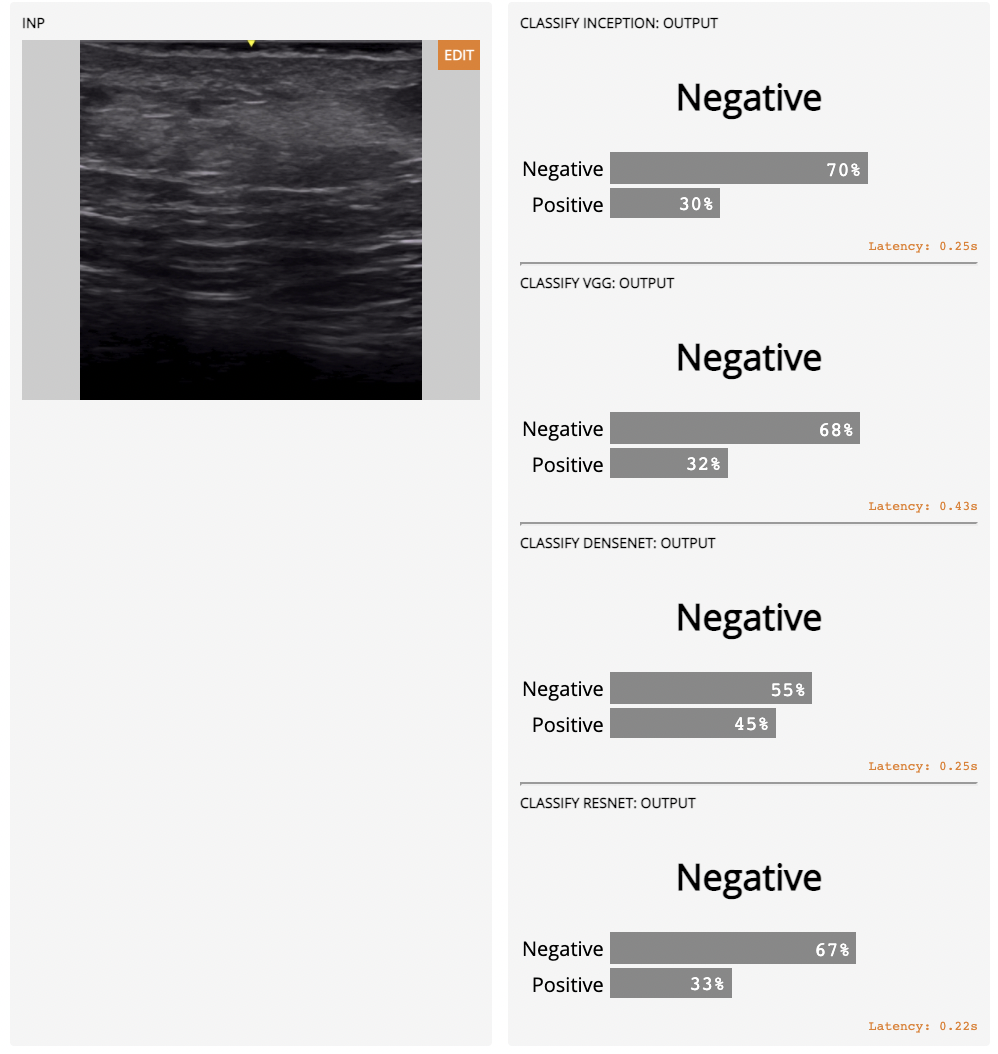 INP
EDIT
CLASSIFY INCEPTION: OUTPUT
Negative
Negative 70%
Positive 30%
Latency: 0.25s
CLASSIFY VGG: OUTPUT
Negative
Negative 68%
Positive 32%
Latency: 0.43s
CLASSIFY DENSENET: OUTPUT
Negative
Negative 55%
Positive 45%
Latency: 0.25s
CLASSIFY RESNET: OUTPUT
Negative
Negative 67%
Positive 33%
Latency: 0.22s